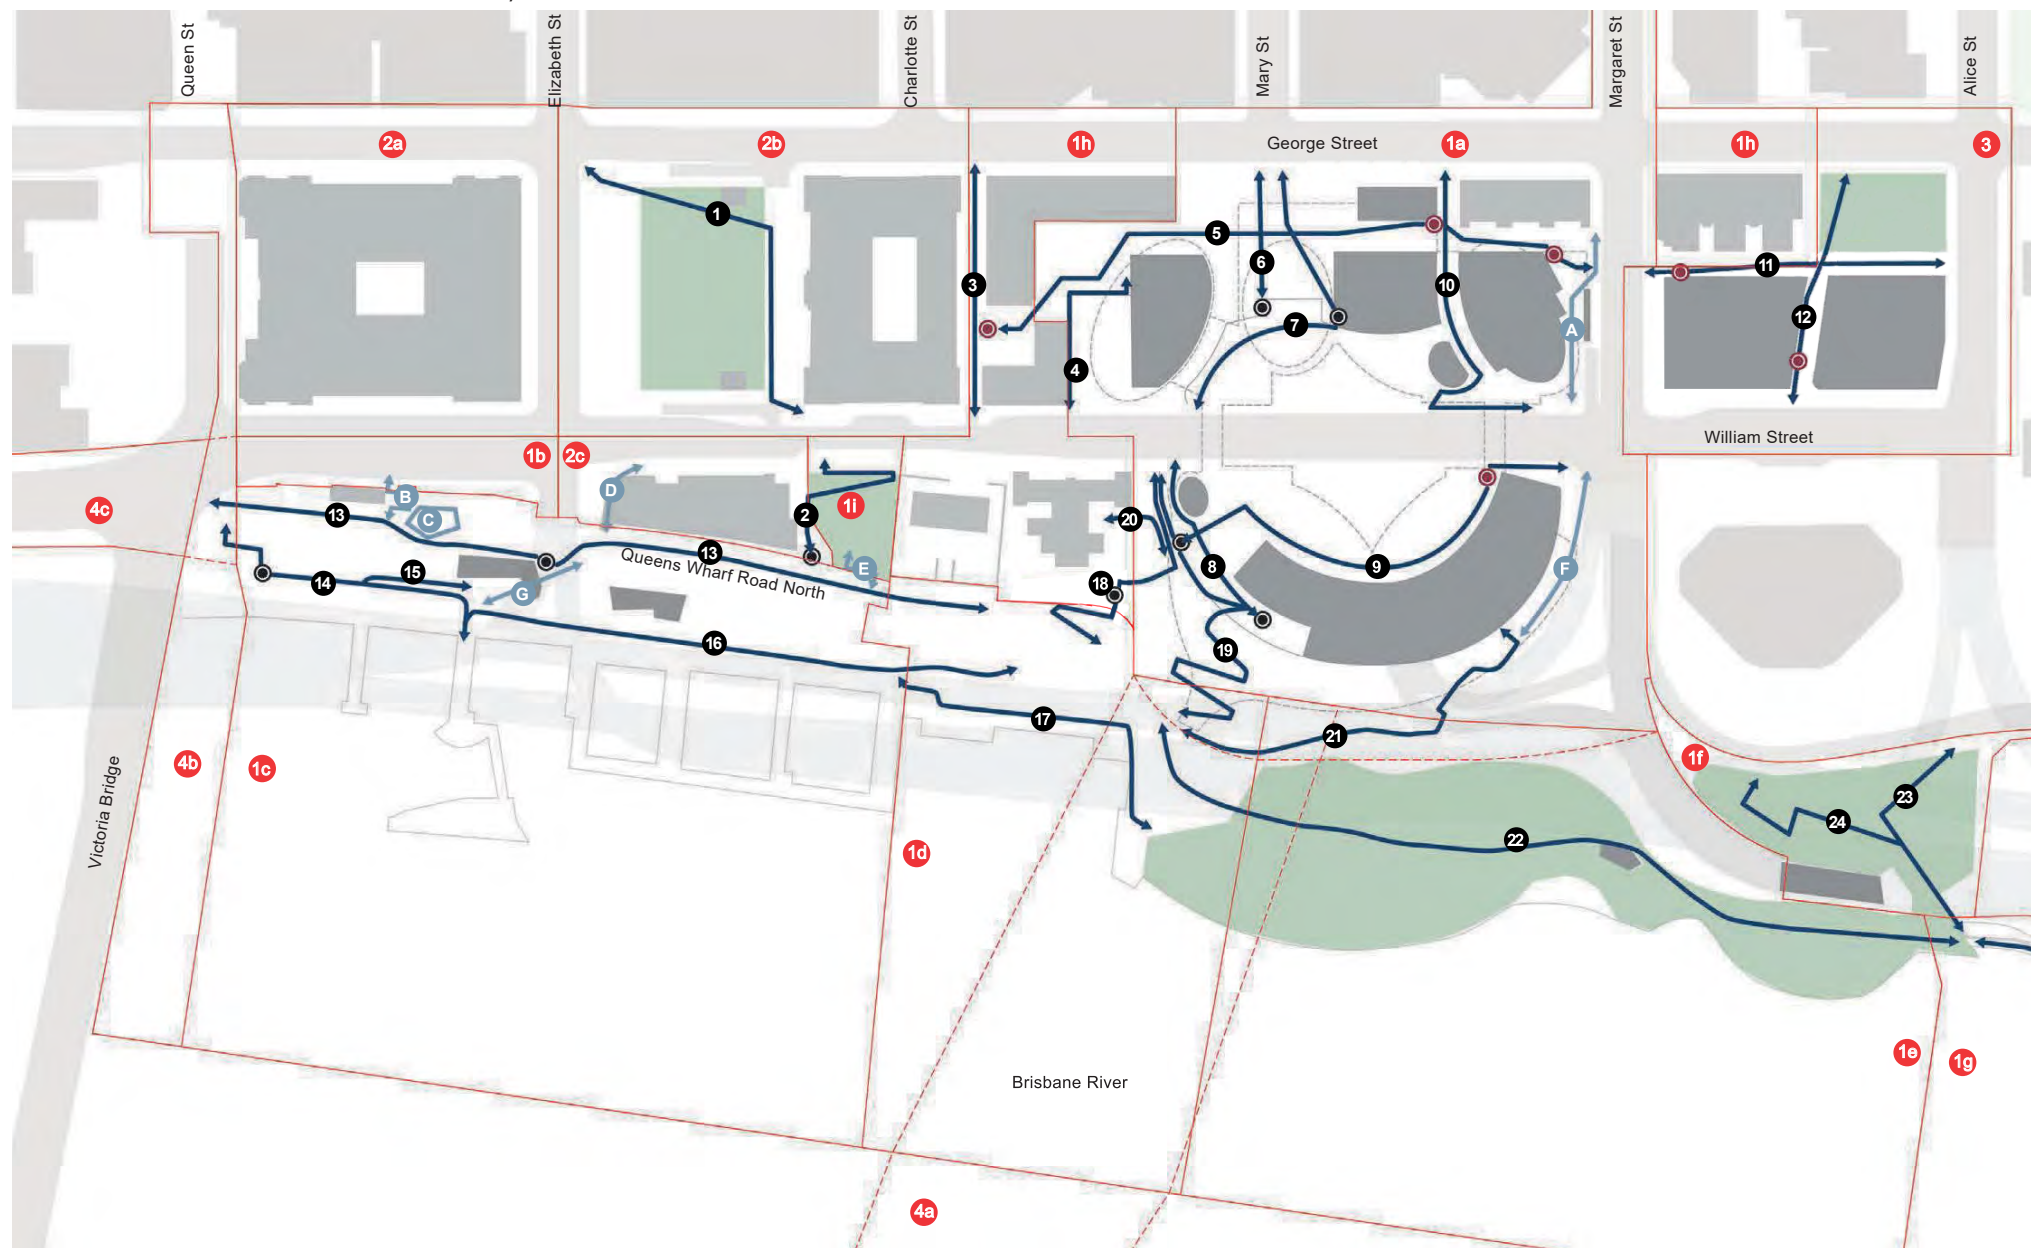 Queen St
Elizabeth St
Charlotte St
Mary St
Margaret St
Alice St
2a
2b
1h
George Street
1a
1h
3
1
5
6
3
10
11
7
12
A
4
William Street
1b
2c
D
B
4c
13
C
2
1i
20
13
Queens Wharf Road North
15
E
8
9
F
14
G
18
16
19
17
21
4b
1c
1f
Victoria Bridge
23
24
22
1d
1e
1g
Brisbane River
4a